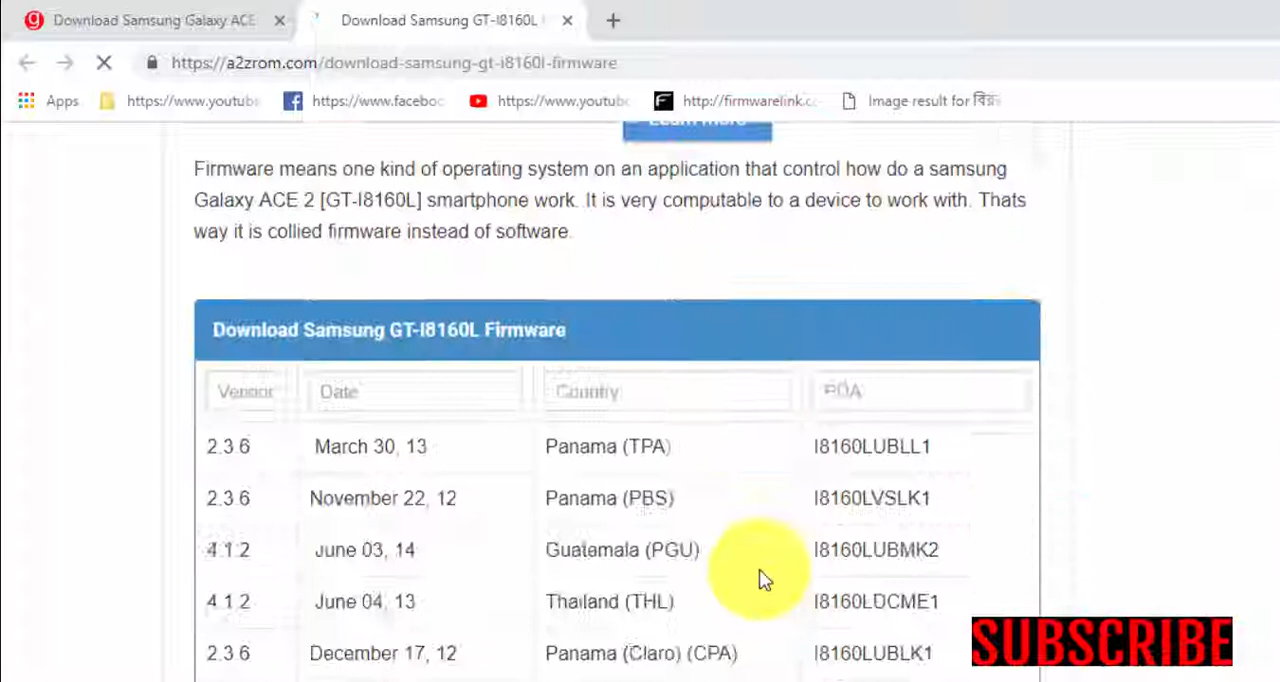 Download Samsung Galaxy ACE
Download Samsung GT-I8160L
https://a2zrom.com/download-samsung-gt-i8160l-firmware
Apps https://www.youtub https://www.faceboo https://www.youtub http://firmwarelink.c Image result for
Learn more
Firmware means one kind of operating system on an application that control how do a samsung
Galaxy ACE 2 [GT-I8160L] smartphone work. It is very computable to a device to work with. Thats
way it is collied firmware instead of software.
Download Samsung GT-I8160L Firmware
Vendor Date Country PDA
2.3.6 March 30, 13 Panama (TPA) I8160LUBLL1
2.3.6 November 22, 12 Panama (PBS) I8160LVSLK1
4.1.2 June 03, 14 Guatemala (PGU) I8160LUBMK2
4.1.2 June 04, 13 Thailand (THL) I8160LDCME1
2.3.6 December 17, 12 Panama (Claro) (CPA) I8160LUBLK1
SUBSCRIBE